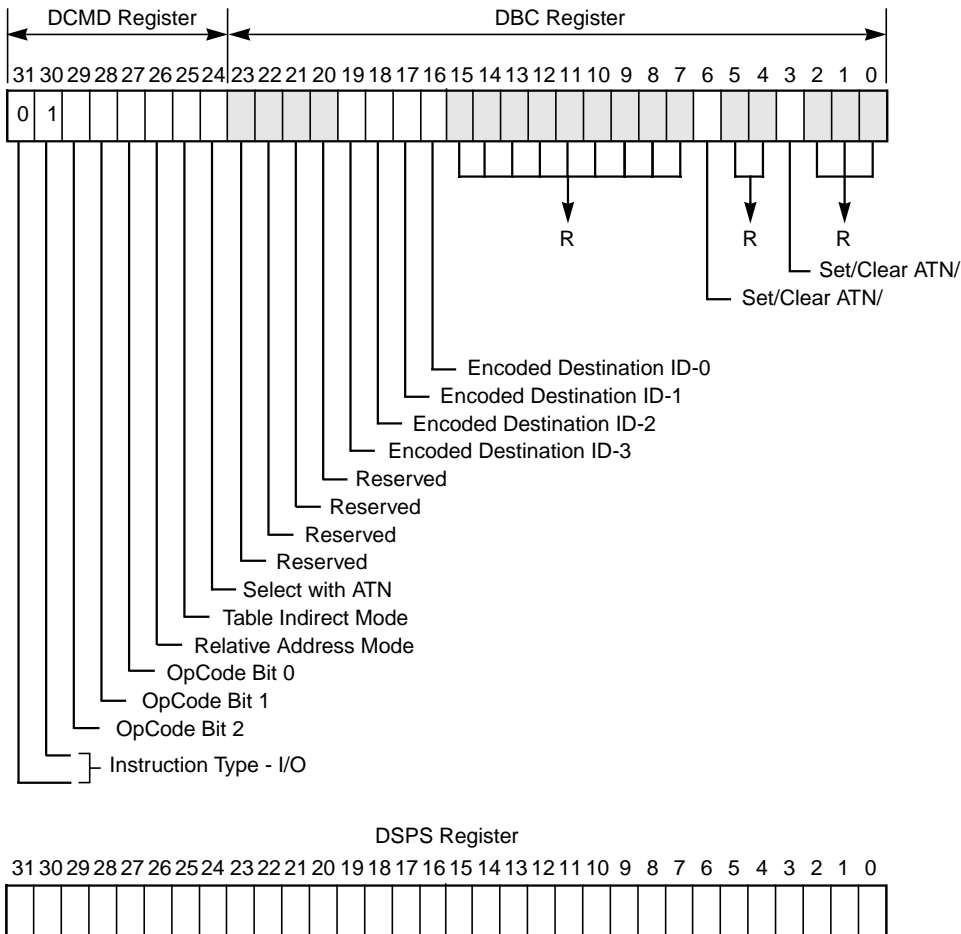 DCMD Register DBC Register
31 30 29 28 27 26 25 24 23 22 21 20 19 18 17 16 15 14 13 12 11 10 9 8 7 6 5 4 3 2 1 0
0 1
R R R
Set/Clear ATN/
Set/Clear ATN/
Encoded Destination ID-0
Encoded Destination ID-1
Encoded Destination ID-2
Encoded Destination ID-3
Reserved
Reserved
Reserved
Reserved
Select with ATN
Table Indirect Mode
Relative Address Mode
OpCode Bit 0
OpCode Bit 1
OpCode Bit 2
Instruction Type - I/O
DSPS Register
31 30 29 28 27 26 25 24 23 22 21 20 19 18 17 16 15 14 13 12 11 10 9 8 7 6 5 4 3 2 1 0